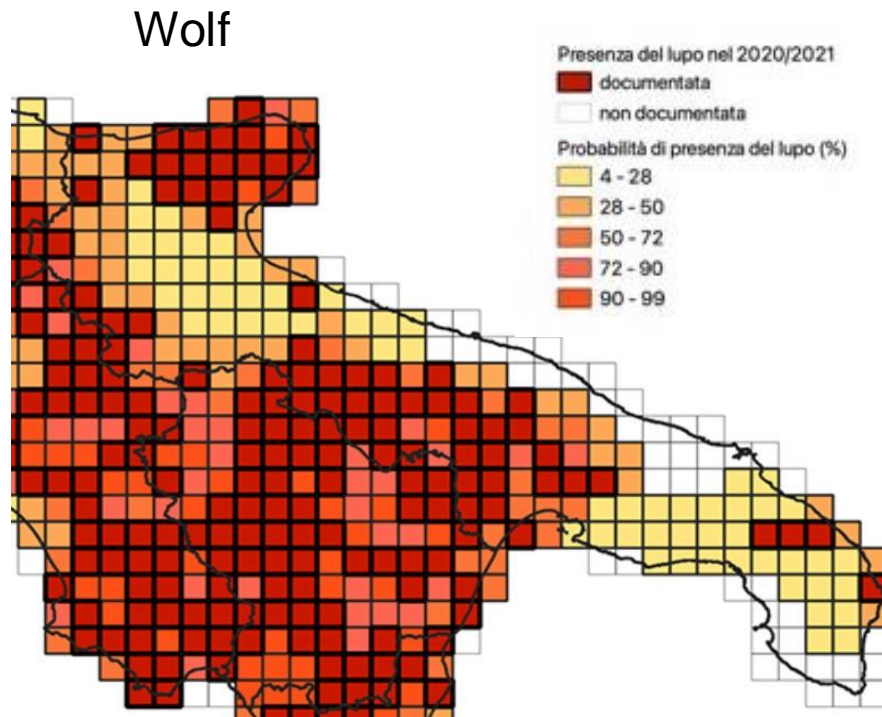 Wolf
Presenza del lupo nel 2020/2021
documentata
non documentata
Probabilità di presenza del lupo (%)
4 - 28
28 - 50
50 - 72
72 - 90
90 - 99